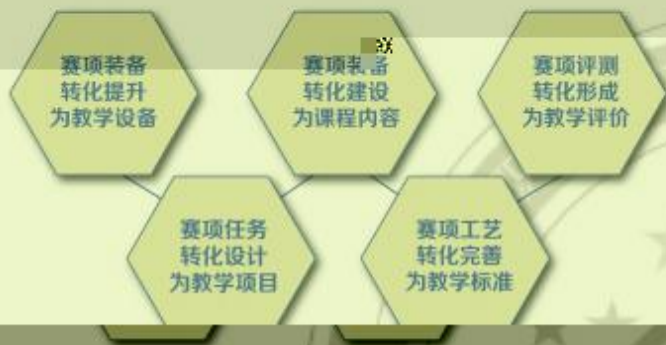 赛项装备
转化提升
为教学设备
赛项装备
转化建设
为课程内容
赛项评测
转化形成
为教学评价
赛项任务
转化设计
为教学项目
赛项工艺
转化完善
为教学标准